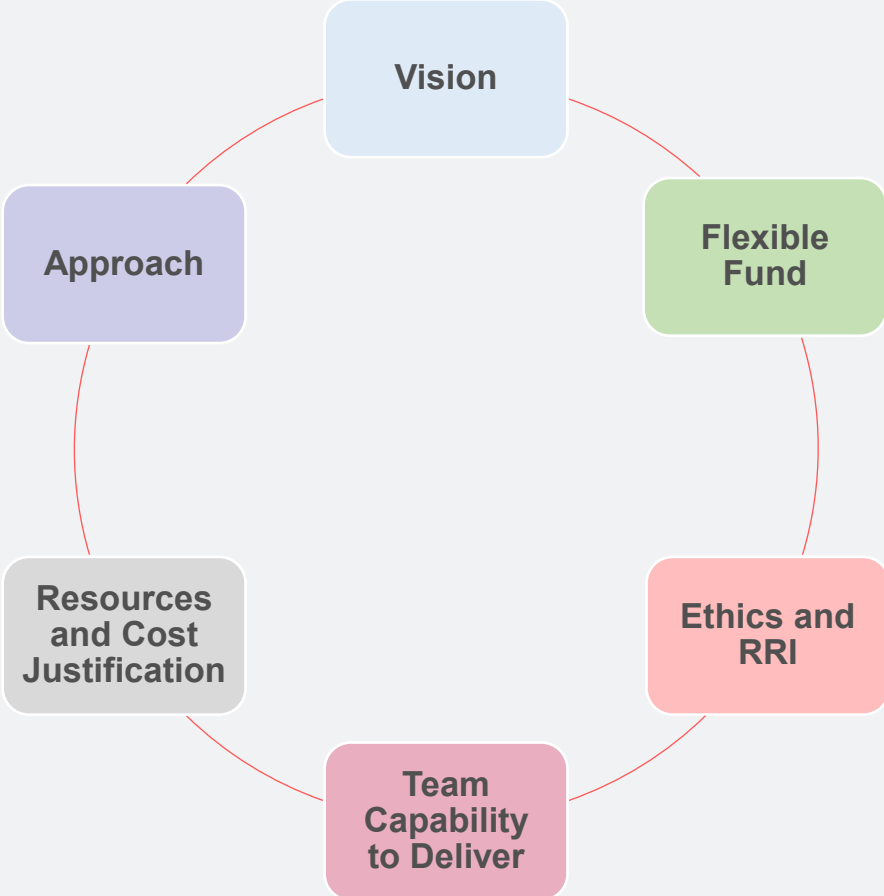 Vision
Flexible
Fund
Approach
Ethics and
RRI
Resources
and Cost
Justification
Team
Capability
to Deliver